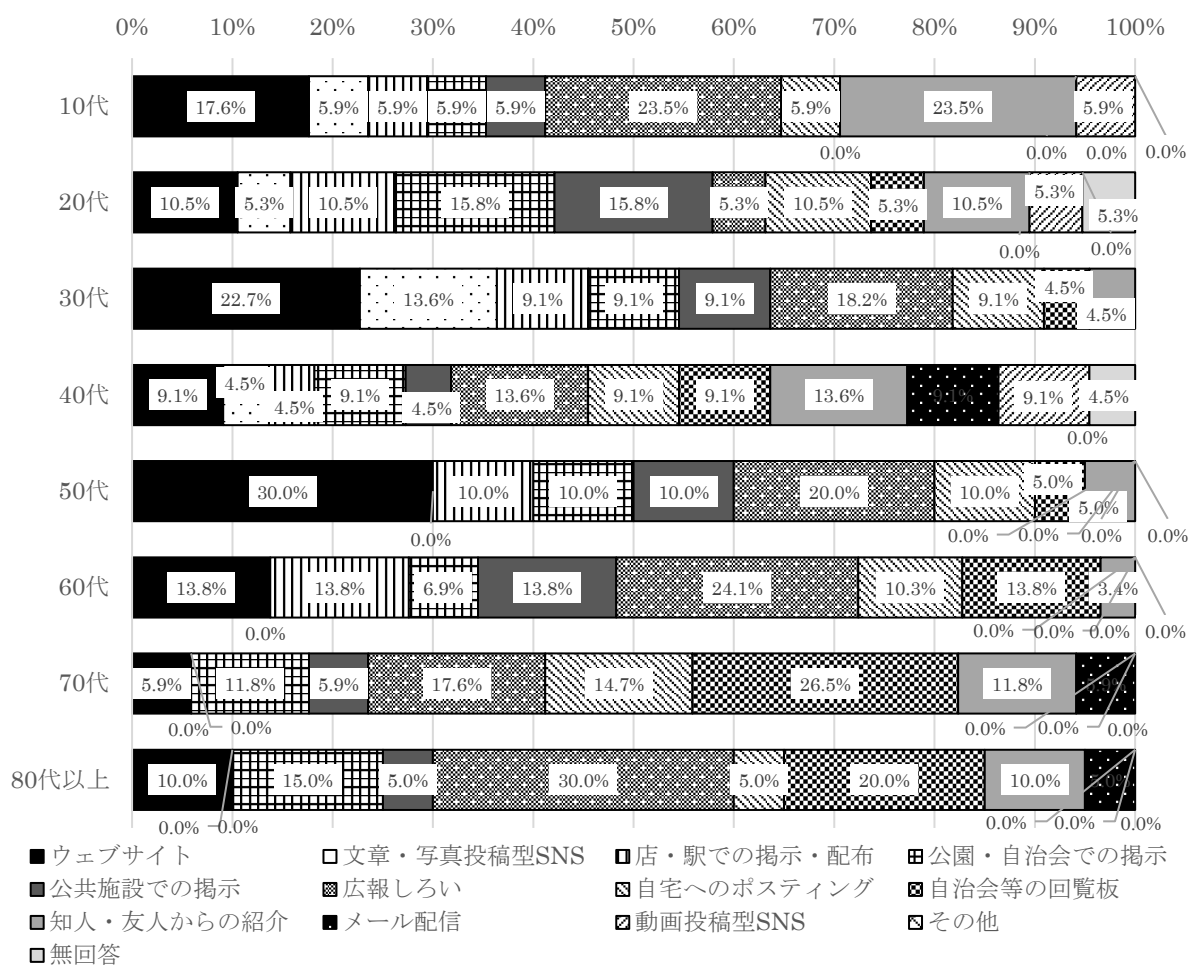 0% 10% 20% 30% 40% 50% 60% 70% 80% 90% 100%
10代 17.6% 5.9% 5.9% 5.9% 5.9% 23.5% 5.9% 23.5% 5.9%
0.0% 0.0% 0.0% 0.0%
20代 10.5% 5.3% 10.5% 15.8% 15.8% 5.3% 10.5% 5.3% 10.5% 5.3% 5.3%
0.0% 0.0%
30代 22.7% 13.6% 9.1% 9.1% 9.1% 18.2% 9.1% 4.5% 4.5%
40代 9.1% 4.5% 4.5% 9.1% 4.5% 13.6% 9.1% 9.1% 13.6% 9.1% 9.1% 4.5%
0.0%
50代 30.0% 10.0% 10.0% 10.0% 20.0% 10.0% 5.0% 5.0%
0.0% 0.0% 0.0% 0.0% 0.0%
60代 13.8% 13.8% 6.9% 13.8% 24.1% 10.3% 13.8% 3.4%
0.0% 0.0% 0.0% 0.0% 0.0%
70代 5.9% 11.8% 5.9% 17.6% 14.7% 26.5% 11.8% 5.9%
0.0% 0.0% 0.0% 0.0% 0.0%
80代以上 10.0% 15.0% 5.0% 30.0% 5.0% 20.0% 10.0% 5.0%
0.0% 0.0% 0.0% 0.0% 0.0%
ウェブサイト 文章・写真投稿型SNS 店・駅での掲示・配布 公園・自治会での掲示
公共施設での掲示 広報しろい 自宅へのポスティング 自治会等の回覧板
知人・友人からの紹介 メール配信 動画投稿型SNS その他
無回答